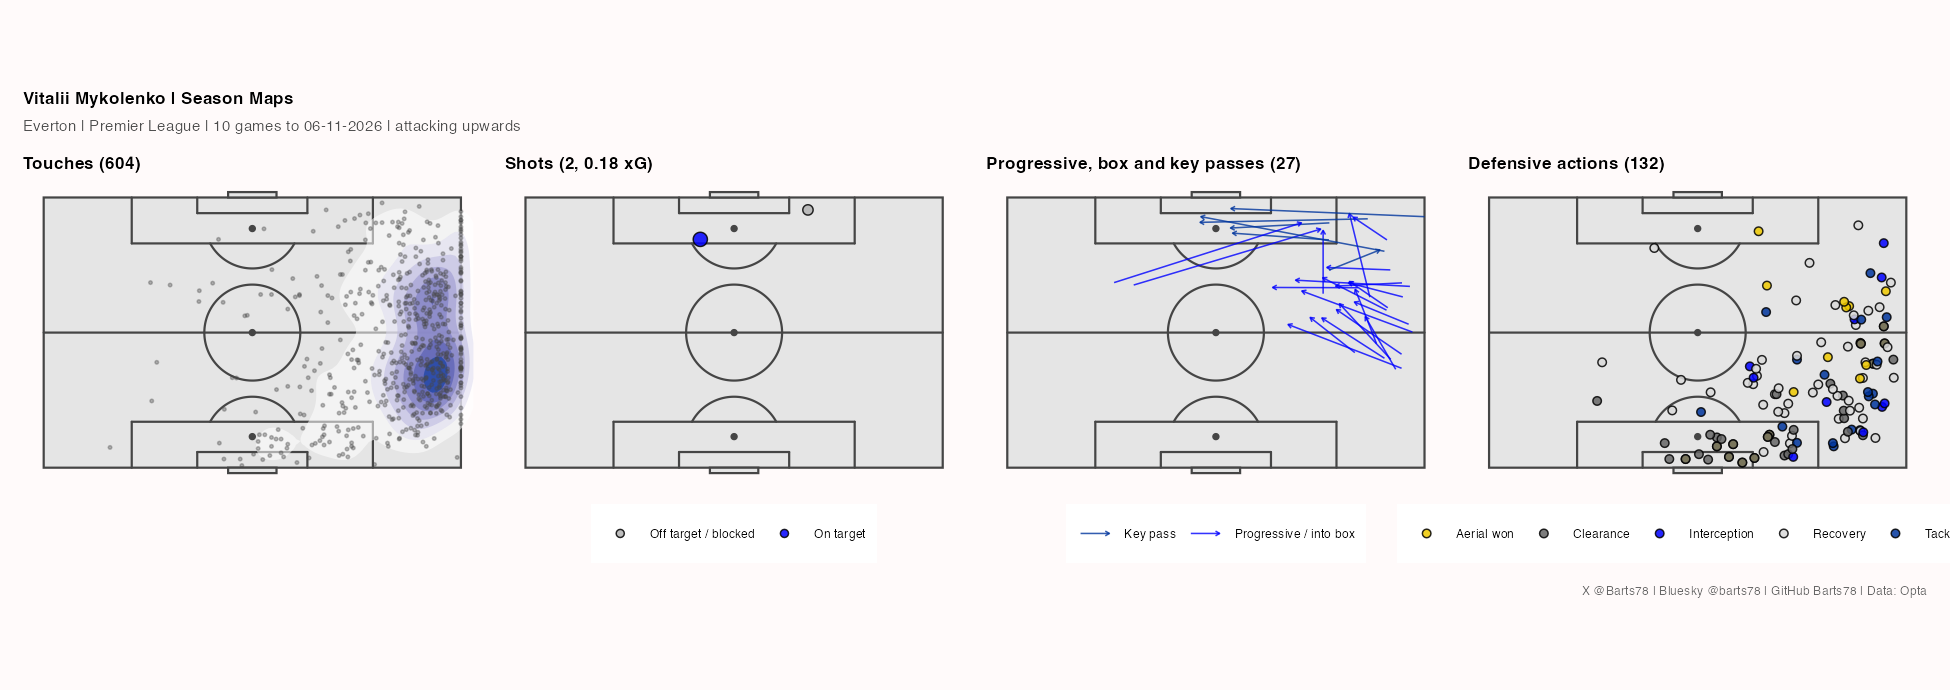 Vitalii Mykolenko | Season Maps
Everton | Premier League | 10 games to 06-11-2026 | attacking upwards
Touches (604)
Shots (2, 0.18 xG)
Progressive, box and key passes (27)
Defensive actions (132)
Off target / blocked
On target
Key pass
Progressive / into box
Aerial won
Clearance
Interception
Recovery
Tack
X @Barts78 | Bluesky @barts78 | GitHub Barts78 | Data: Opta